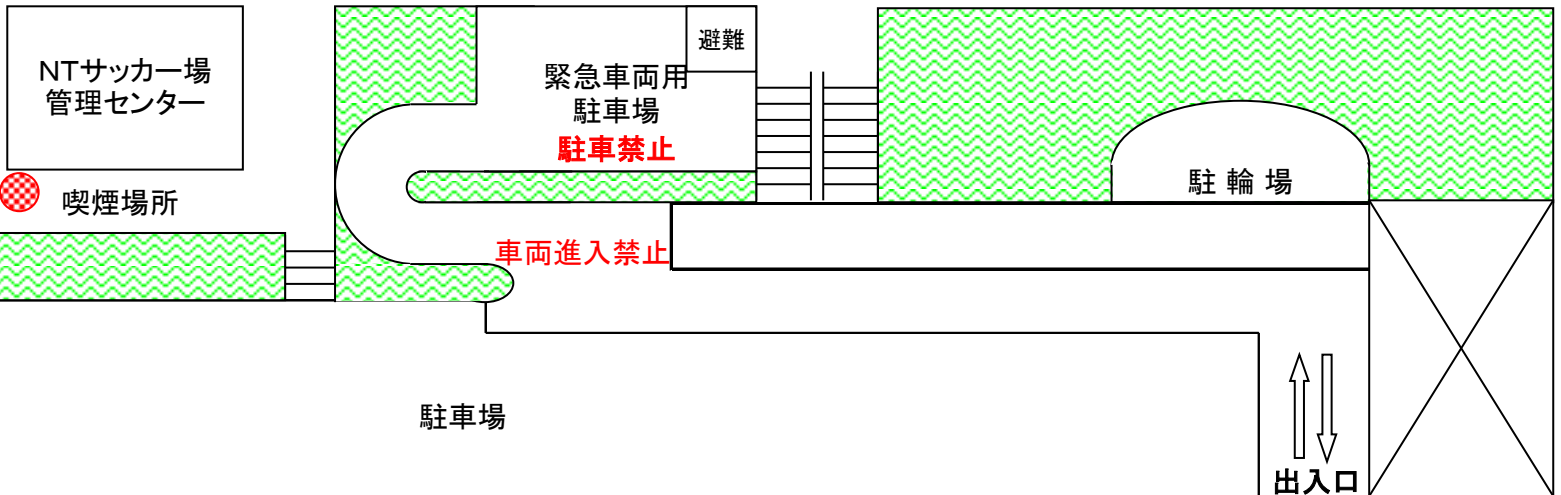 NTサッカー場
管理センター
喫煙場所
避難
緊急車両用
駐車場
駐車禁止
駐 輪 場
車両進入禁止
駐車場
出入口